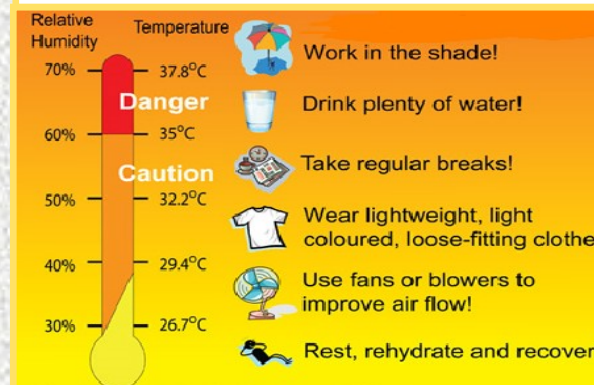 Relative
Humidity
Temperature
70%
37.8°C
Danger
60%
35°C
Caution
50%
32.2°C
40%
29.4°C
30%
26.7°C
Work in the shade!
Drink plenty of water!
Take regular breaks!
Wear lightweight, light
coloured, loose-fitting clothe
Use fans or blowers to
improve air flow!
Rest, rehydrate and recover